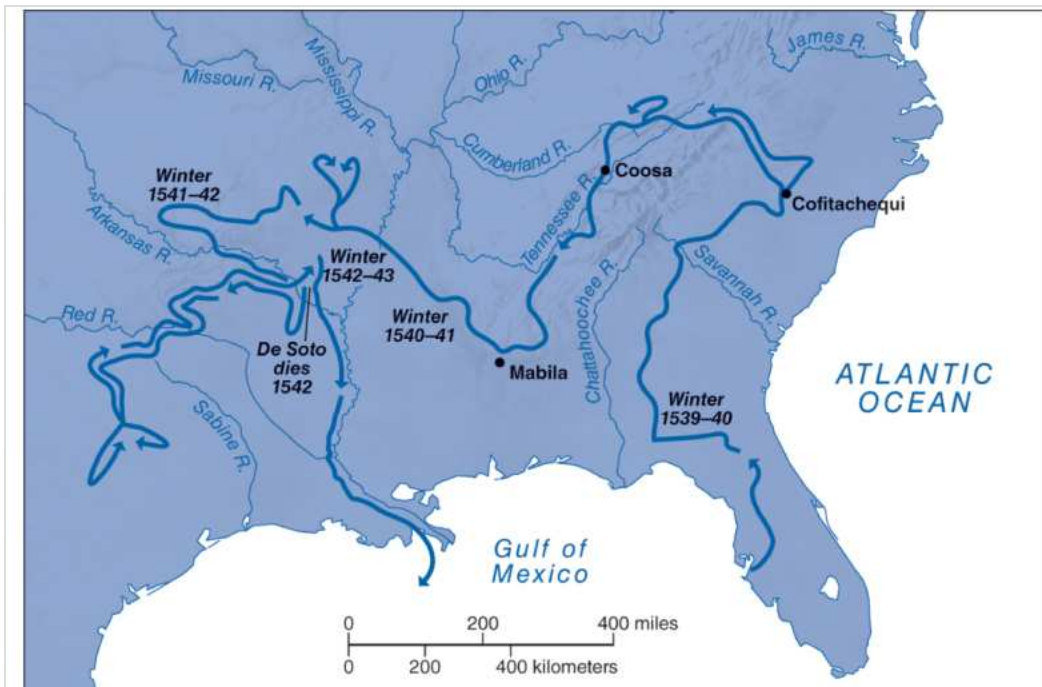 Missouri R.
Mississippi R.
Ohio R.
James R.
Cumberland R.
Coosa
Winter
1541–42
Cofitachequi
Arkansas R.
Tennessee R.
Savannah R.
Winter
1542–43
Chattahoochee R.
Red R.
Winter
1540–41
De Soto
dies
1542
Mabila
ATLANTIC
OCEAN
Winter
1539–40
Sabine R.
Gulf of
Mexico
0 200 400 miles
0 200 400 kilometers